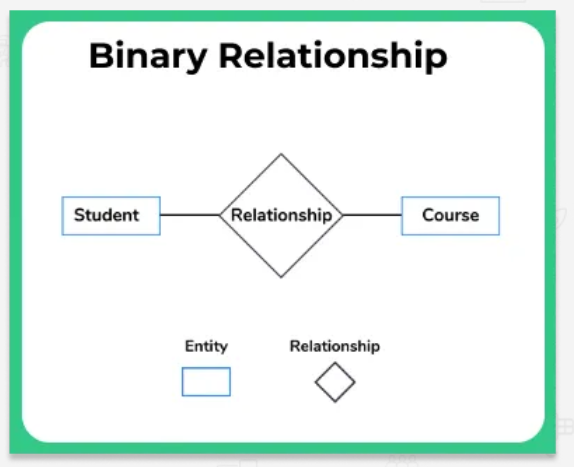 Binary Relationship
Student Relationship Course
Entity Relationship